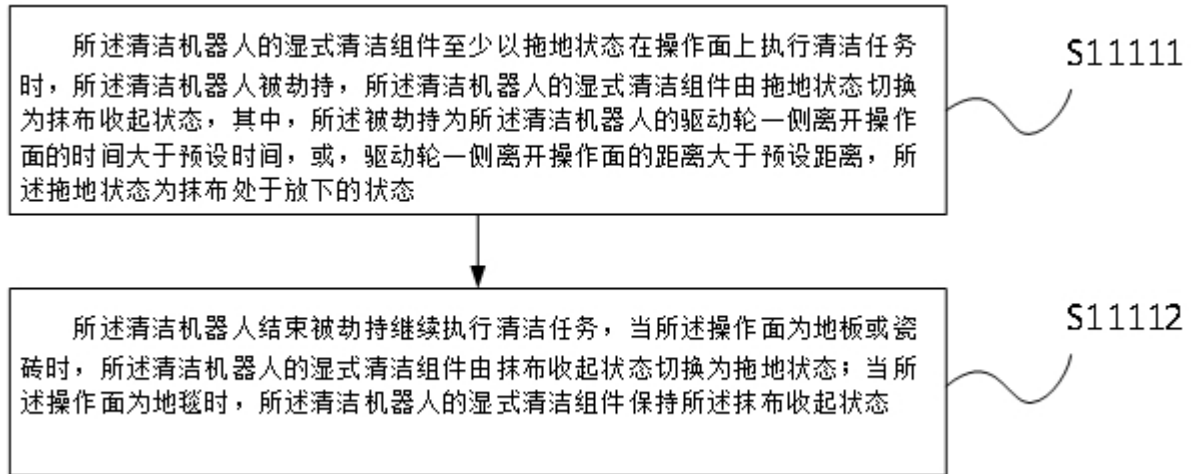 所述清洁机器人的湿式清洁组件至少以拖地状态在操作面上执行清洁任务
时，所述清洁机器人被劫持，所述清洁机器人的湿式清洁组件由拖地状态切换
为抹布收起状态，其中，所述被劫持为所述清洁机器人的驱动轮一侧离开操作
面的时间大于预设时间，或，驱动轮一侧离开操作面的距离大于预设距离，所
述拖地状态为抹布处于放下的状态
S11111
所述清洁机器人结束被劫持继续执行清洁任务，当所述操作面为地板或瓷
砖时，所述清洁机器人的湿式清洁组件由抹布收起状态切换为拖地状态；当所
述操作面为地毯时，所述清洁机器人的湿式清洁组件保持所述抹布收起状态
S11112